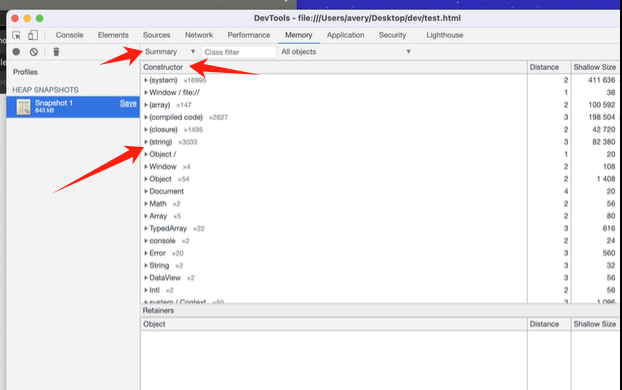 DevTools - file:///Users/avery/Desktop/dev/test.html
Console Elements Sources Network Performance Memory Application Security Lighthouse
Summary ▼ Class filter All objects ▼
Profiles
HEAP SNAPSHOTS
Snapshot 1 Save
843 kB
Constructor Distance Shallow Size
(system) ×16995 2 411 636
Window / file:// 1 36
(array) ×147 2 100 592
(compiled code) ×2627 3 198 504
(closure) ×1495 2 42 720
(string) ×3033 3 82 380
Object / 1 20
Window ×4 2 108
Object ×54 2 1 408
Document 4 20
Math ×2 2 56
Array ×5 2 80
TypedArray ×22 3 616
console ×2 2 24
Error ×20 3 560
String ×2 3 32
DataView ×2 3 56
Intl ×2 2 56
system / Context ×50 3 1 096
Retainers
Object Distance Shallow Size